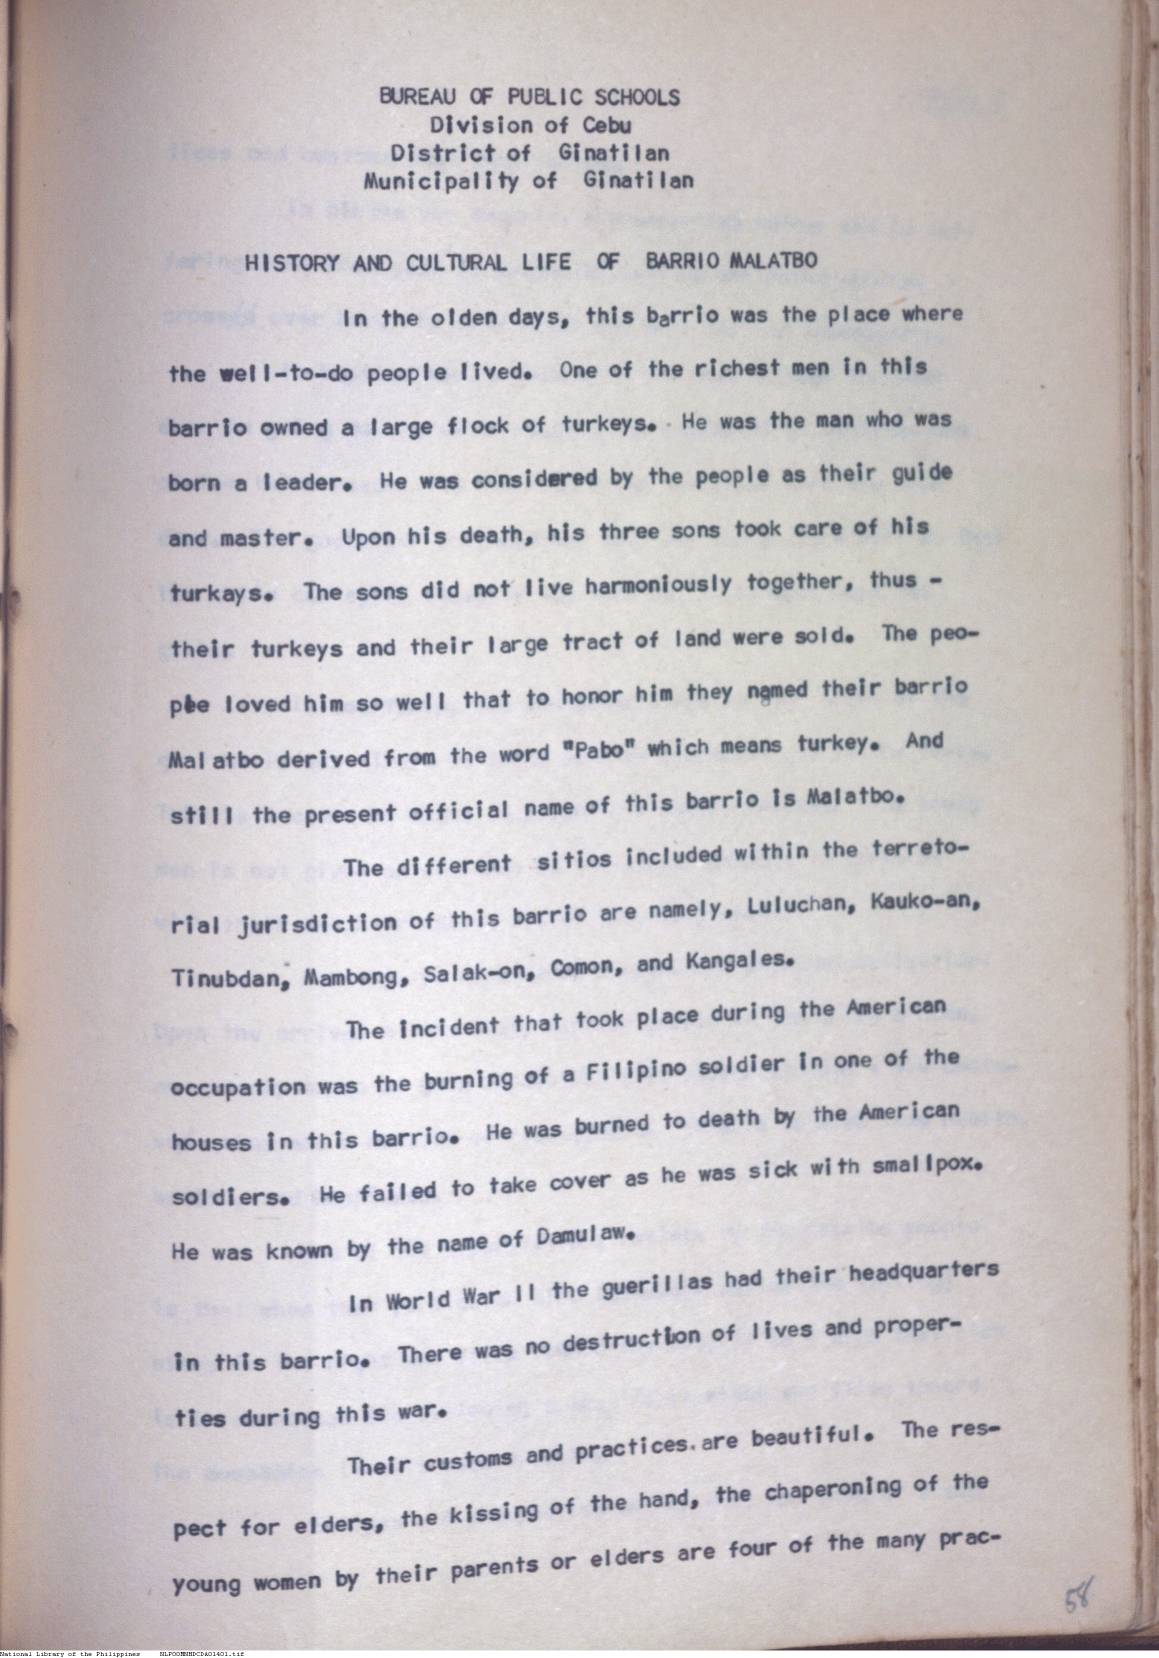 BUREAU OF PUBLIC SCHOOLS
Division of Cebu
District of Ginatilan
Municipality of Ginatilan
HISTORY AND CULTURAL LIFE OF BARRIO MALATBO
In the olden days, this barrio was the place where
the well-to-do people lived. One of the richest men in this
barrio owned a large flock of turkeys. He was the man who was
born a leader. He was considered by the people as their guide
and master. Upon his death, his three sons took care of his
turkays. The sons did not live harmoniously together, thus -
their turkeys and their large tract of land were sold. The peo-
ple loved him so well that to honor him they named their barrio
Malatbo derived from the word "Pabo" which means turkey. And
still the present official name of this barrio is Malatbo.
The different sitios included within the terreto-
rial jurisdiction of this barrio are namely, Luluchan, Kauko-an,
Tinubdan, Mambong, Salak-on, Comon, and Kangales.
The incident that took place during the American
occupation was the burning of a Filipino soldier in one of the
houses in this barrio. He was burned to death by the American
soldiers. He failed to take cover as he was sick with smallpox.
He was known by the name of Damulaw.
In World War II the guerillas had their headquarters
in this barrio. There was no destruction of lives and proper-
ties during this war.
Their customs and practices are beautiful. The res-
pect for elders, the kissing of the hand, the chaperoning of the
young women by their parents or elders are four of the many prac-
58
National Library of the Philippines NLPOOMNHDCDA01401.tif